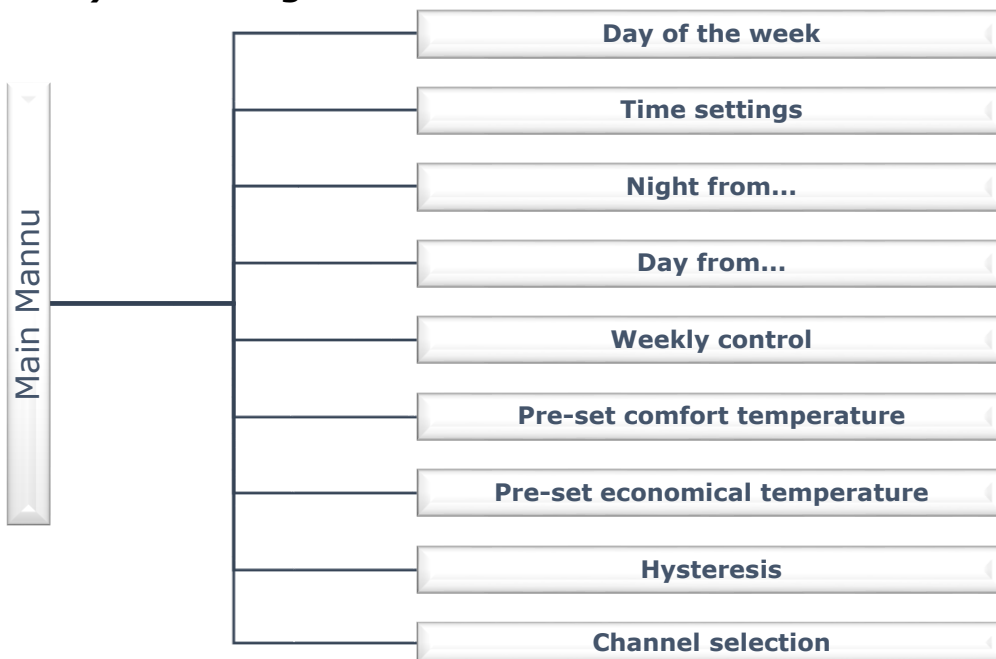 Main Mannu
Day of the week
Time settings
Night from...
Day from...
Weekly control
Pre-set comfort temperature
Pre-set economical temperature
Hysteresis
Channel selection